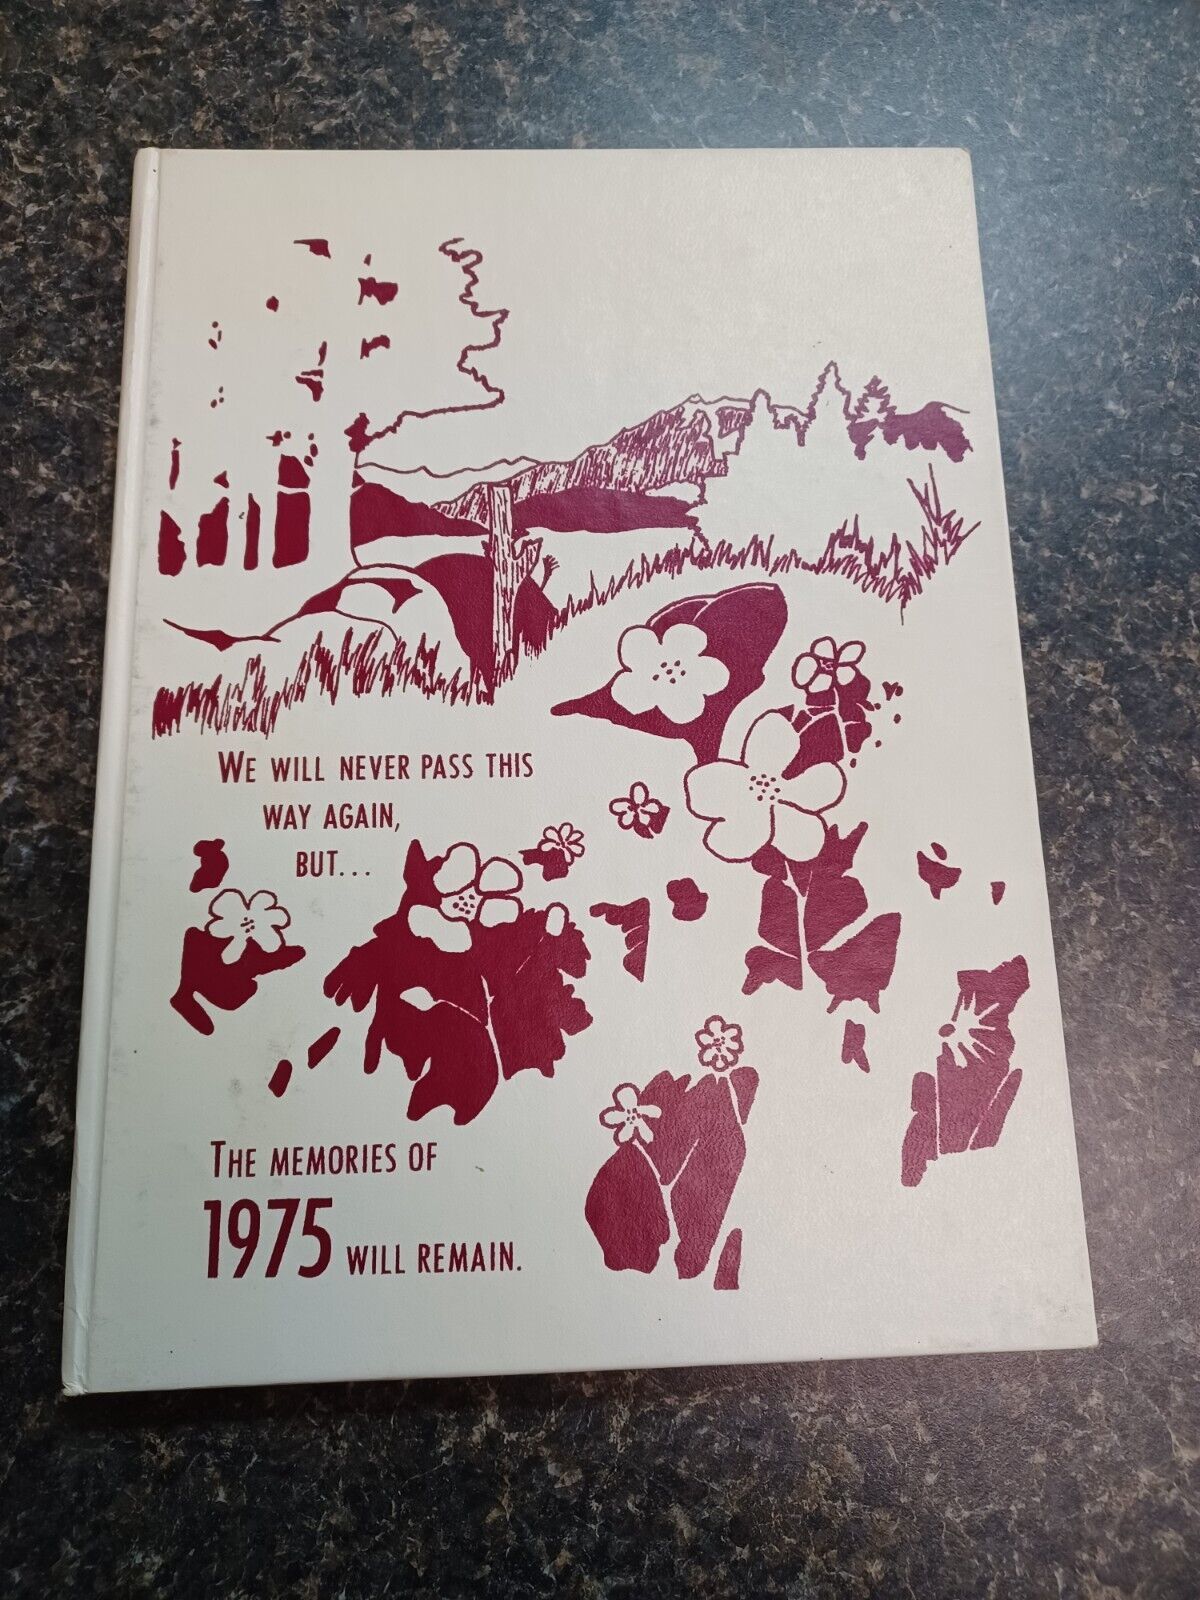 We will never pass this
way again,
but...
The memories of
1975 will remain.